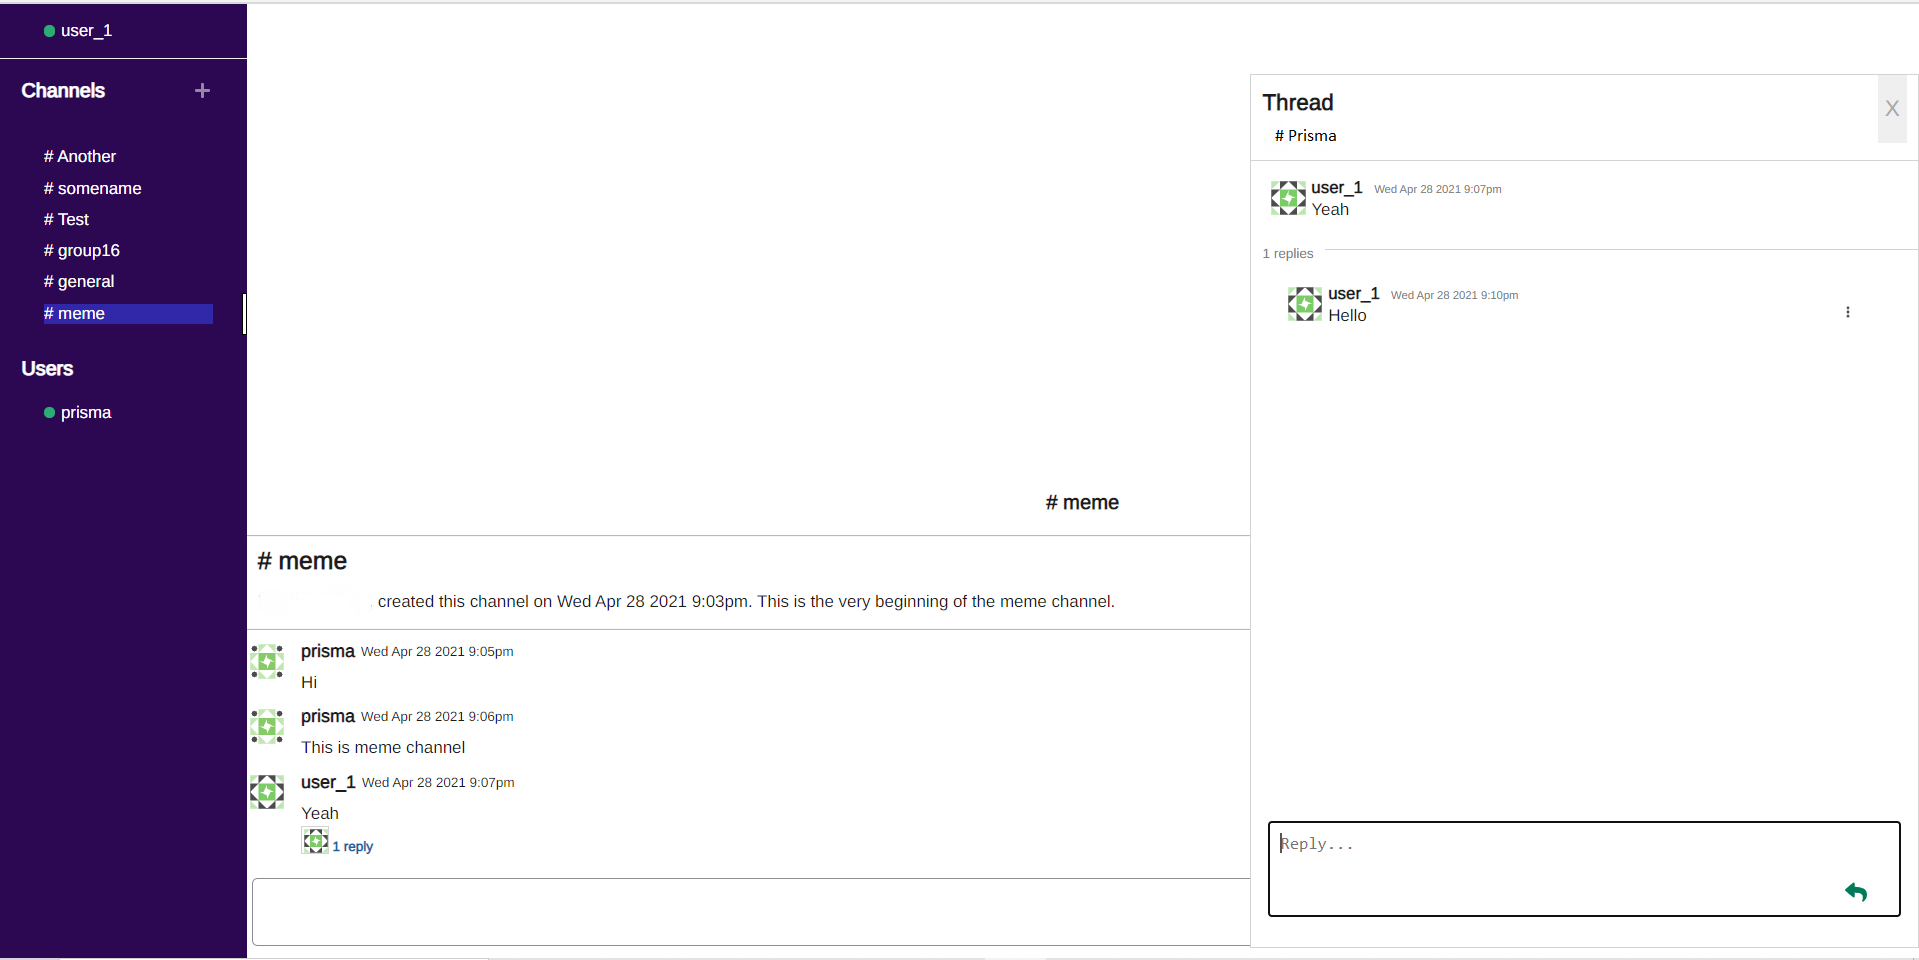 user_1
Channels +
# Another
# somename
# Test
# group16
# general
# meme
Users
prisma
# meme
# meme
created this channel on Wed Apr 28 2021 9:03pm. This is the very beginning of the meme channel.
prisma Wed Apr 28 2021 9:05pm
Hi
prisma Wed Apr 28 2021 9:06pm
This is meme channel
user_1 Wed Apr 28 2021 9:07pm
Yeah
1 reply
Thread X
# Prisma
user_1 Wed Apr 28 2021 9:07pm
Yeah
1 replies
user_1 Wed Apr 28 2021 9:10pm
Hello
Reply...